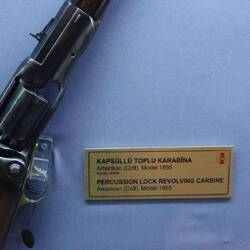 KAPSÜLLÜ TOPLU KARABİNA
Amerikan (Colt), Model 1855
PERCUSSION LOCK REVOLVING CARBINE
American (Colt), Model 1855